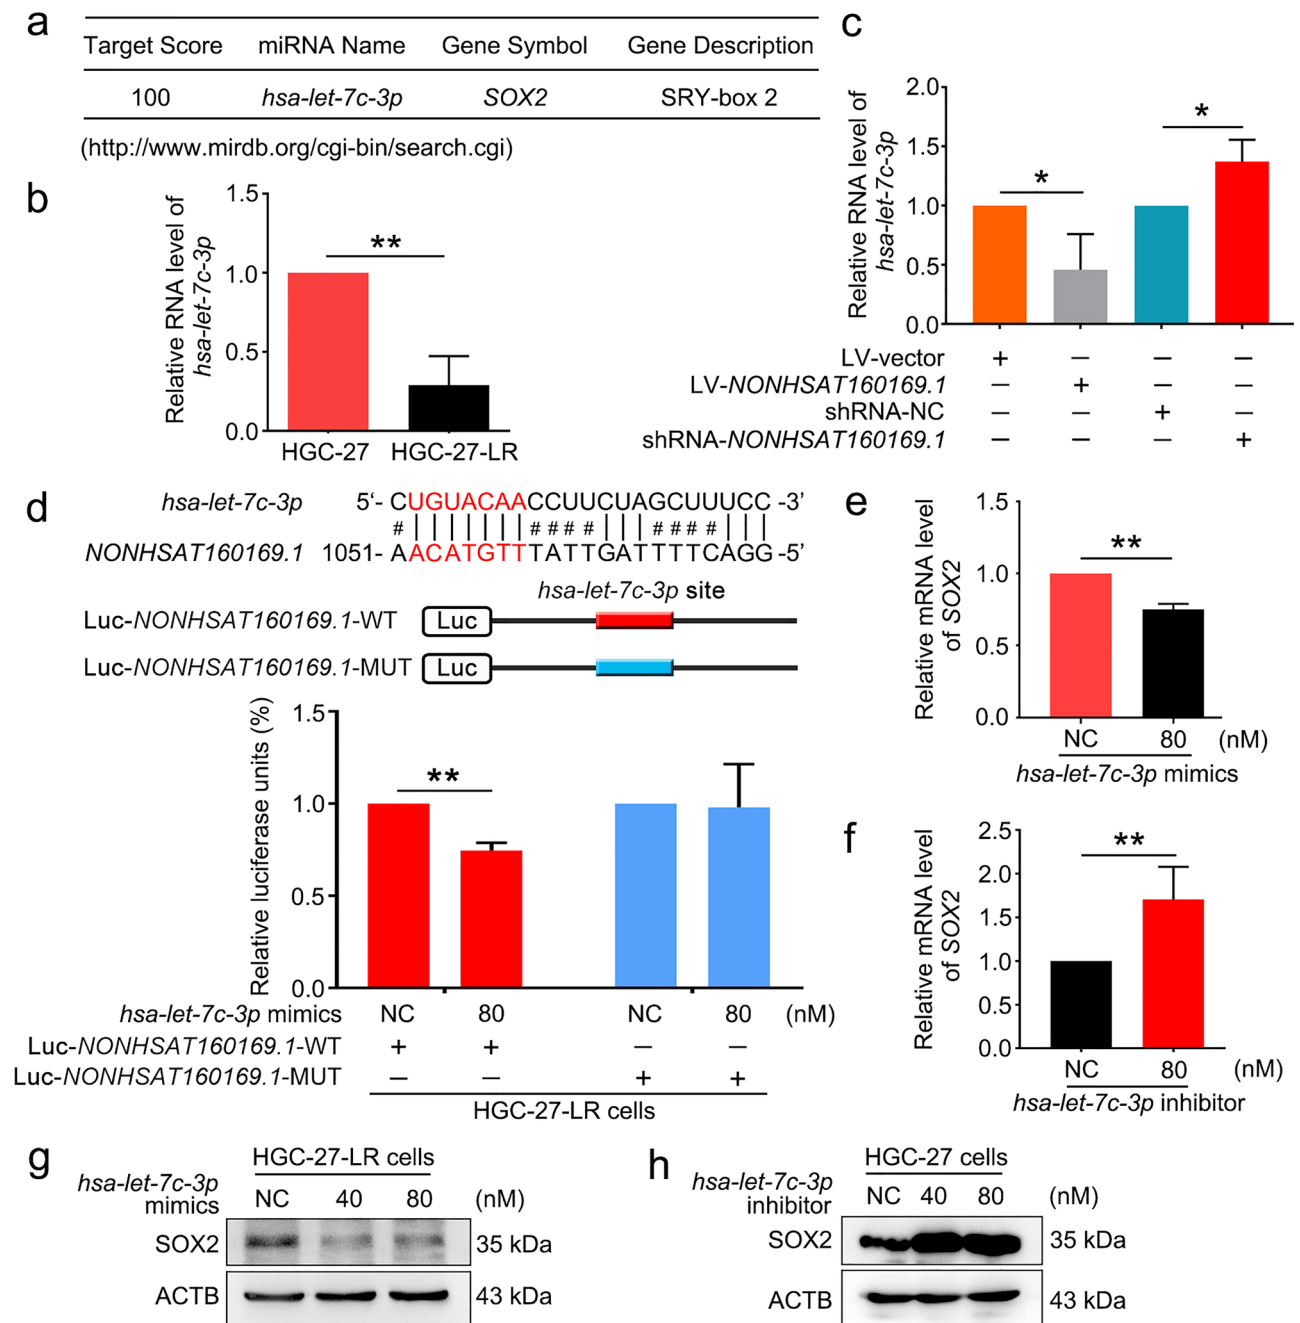 a
Target Score miRNA Name Gene Symbol Gene Description
100 hsa-let-7c-3p SOX2 SRY-box 2
(http://www.mirdb.org/cgi-bin/search.cgi)
b
Relative RNA level of
hsa-let-7c-3p
1.5
1.0
0.5
0.0
**
HGC-27 HGC-27-LR
c
Relative RNA level of
hsa-let-7c-3p
2.0
1.5
1.0
0.5
0.0
*
*
LV-vector + – – –
LV-NONHSAT160169.1 – + – –
shRNA-NC – – + –
shRNA-NONHSAT160169.1 – – – +
d
hsa-let-7c-3p 5‘- CUGUACAACCUUCUAGCUUUCC -3’
# | | | | | | | # # # # | | | # # # # | | |
NONHSAT160169.1 1051- AACATGTTTATTGATTTTCAGG -5’
hsa-let-7c-3p site
Luc-NONHSAT160169.1-WT Luc
Luc-NONHSAT160169.1-MUT Luc
Relative luciferase units (%)
1.5
1.0
0.5
0.0
**
hsa-let-7c-3p mimics NC 80 NC 80 (nM)
Luc-NONHSAT160169.1-WT + + – –
Luc-NONHSAT160169.1-MUT – – + +
HGC-27-LR cells
e
Relative mRNA level
of SOX2
1.5
1.0
0.5
0.0
**
NC 80 (nM)
hsa-let-7c-3p mimics
f
Relative mRNA level
of SOX2
2.5
2.0
1.5
1.0
0.5
0.0
**
NC 80 (nM)
hsa-let-7c-3p inhibitor
g
HGC-27-LR cells
hsa-let-7c-3p
mimics NC 40 80 (nM)
SOX2 35 kDa
ACTB 43 kDa
h
HGC-27 cells
hsa-let-7c-3p
inhibitor NC 40 80 (nM)
SOX2 35 kDa
ACTB 43 kDa